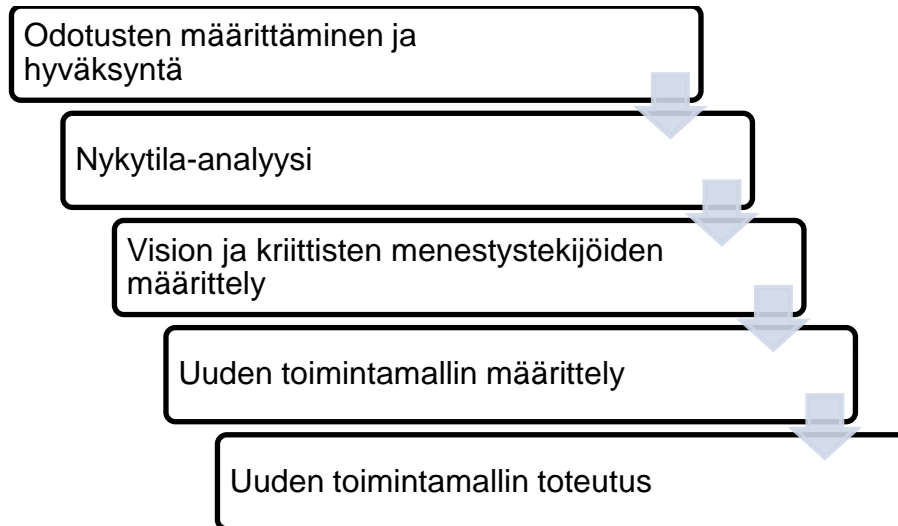 Odotusten määrittäminen ja
hyväksyntä
Nykytila-analyysi
Vision ja kriittisten menestystekijöiden
määrittely
Uuden toimintamallin määrittely
Uuden toimintamallin toteutus